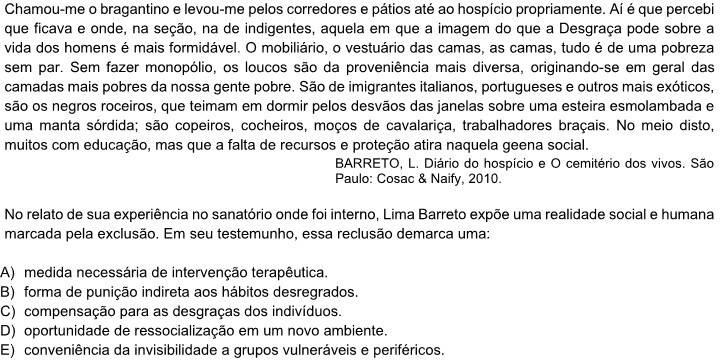 Chamou-me o bragantino e levou-me pelos corredores e pátios até ao hospício propriamente. Aí é que percebi
que ficava e onde, na seção, na de indigentes, aquela em que a imagem do que a Desgraça pode sobre a
vida dos homens é mais formidável. O mobiliário, o vestuário das camas, as camas, tudo é de uma pobreza
sem par. Sem fazer monopólio, os loucos são da proveniência mais diversa, originando-se em geral das
camadas mais pobres da nossa gente pobre. São de imigrantes italianos, portugueses e outros mais exóticos,
são os negros roceiros, que teimam em dormir pelos desvãos das janelas sobre uma esteira esmolambada e
uma manta sórdida; são copeiros, cocheiros, moços de cavalariça, trabalhadores braçais. No meio disto,
muitos com educação, mas que a falta de recursos e proteção atira naquela geena social.
BARRETO, L. Diário do hospício e O cemitério dos vivos. São
Paulo: Cosac & Naify, 2010.
No relato de sua experiência no sanatório onde foi interno, Lima Barreto expõe uma realidade social e humana
marcada pela exclusão. Em seu testemunho, essa reclusão demarca uma:
A) medida necessária de intervenção terapêutica.
B) forma de punição indireta aos hábitos desregrados.
C) compensação para as desgraças dos indivíduos.
D) oportunidade de ressocialização em um novo ambiente.
E) conveniência da invisibilidade a grupos vulneráveis e periféricos.